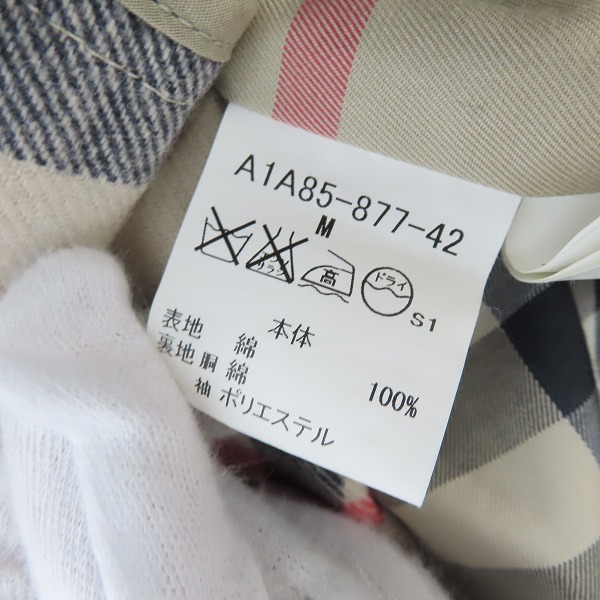 A1A85-877-42
M
高 ドライ
S1
表地 本体
綿
裏地 胴 綿 100%
袖 ポリエステル